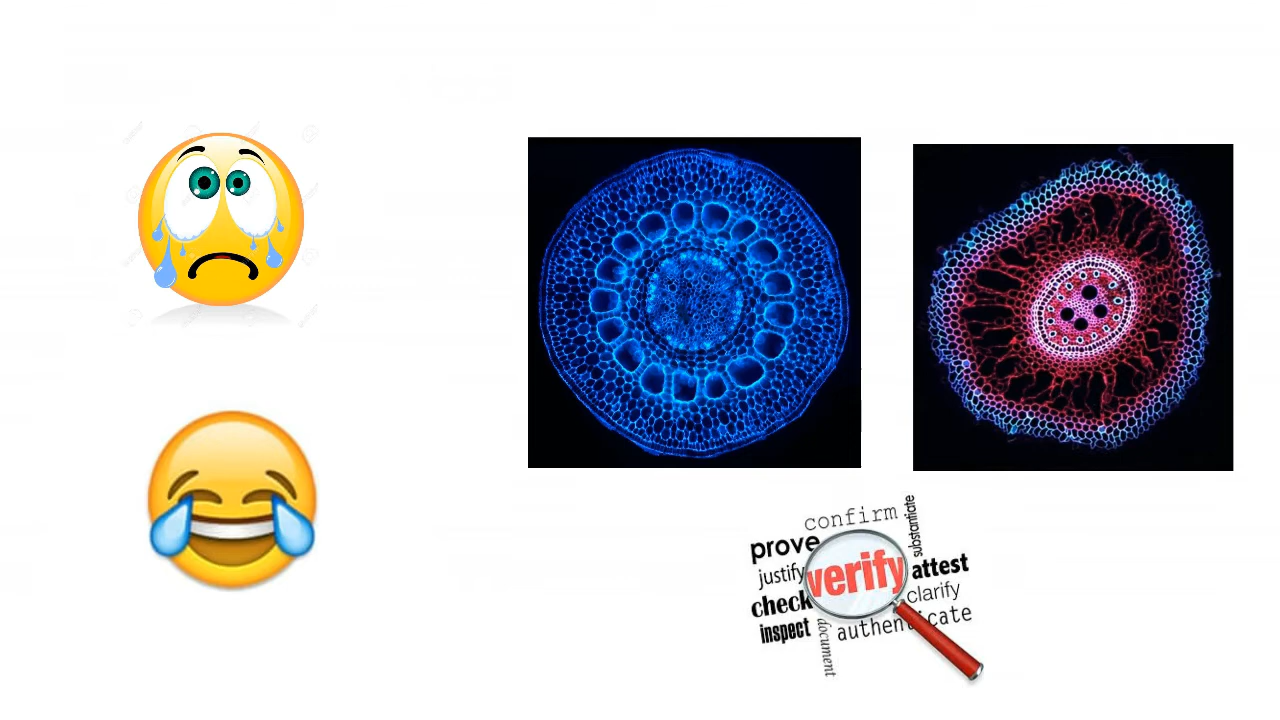 confirm
substantiate
prove
justify
verify
attest
check
clarify
inspect
document
authenticate